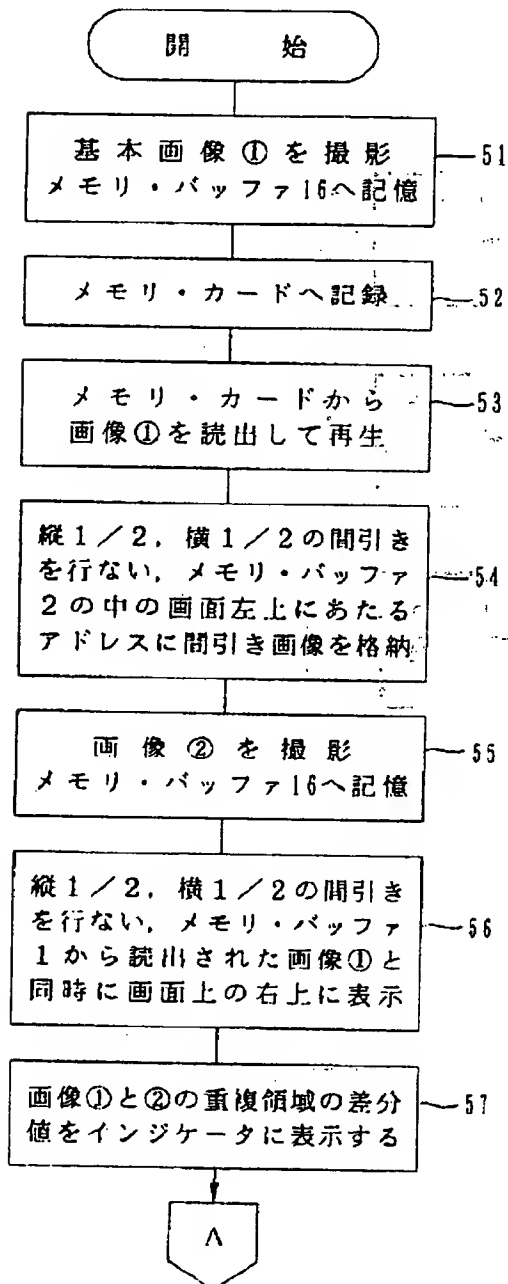 開 始
基本画像①を撮影
メモリ・バッファ16へ記憶
51
メモリ・カードへ記録
52
メモリ・カードから
画像①を読出して再生
53
縦1／2，横1／2の間引き
を行ない，メモリ・バッファ
2の中の画面左上にあたる
アドレスに間引き画像を格納
54
画像②を撮影
メモリ・バッファ16へ記憶
55
縦1／2，横1／2の間引き
を行ない，メモリ・バッファ
1から読出された画像①と
同時に画面上の右上に表示
56
画像①と②の重複領域の差分
値をインジケータに表示する
57
A